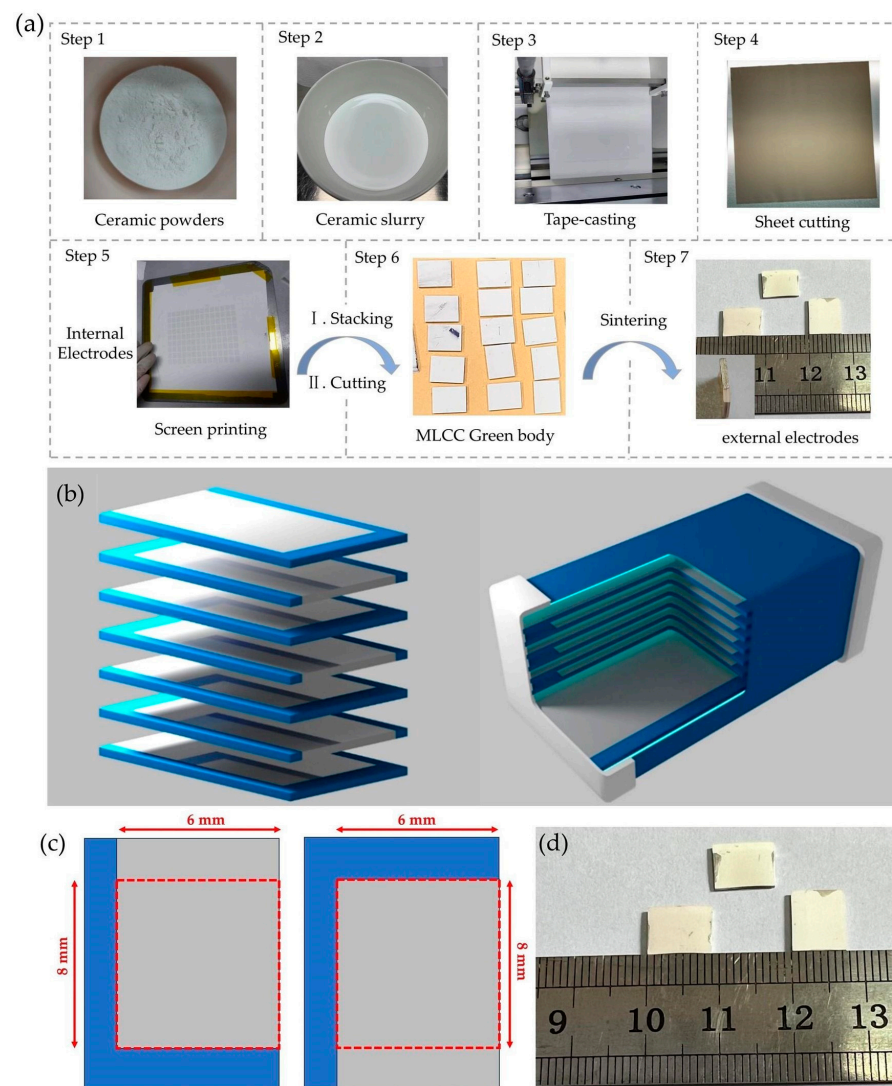 (a)
Step 1
Step 2
Step 3
Step 4
Ceramic powders
Ceramic slurry
Tape-casting
Sheet cutting
Step 5
Step 6
Step 7
Internal
Electrodes
Ⅰ. Stacking
Ⅱ. Cutting
Sintering
11 12 13
Screen printing
MLCC Green body
external electrodes
(b)
(c)
6 mm
6 mm
8 mm
8 mm
(d)
9 10 11 12 13